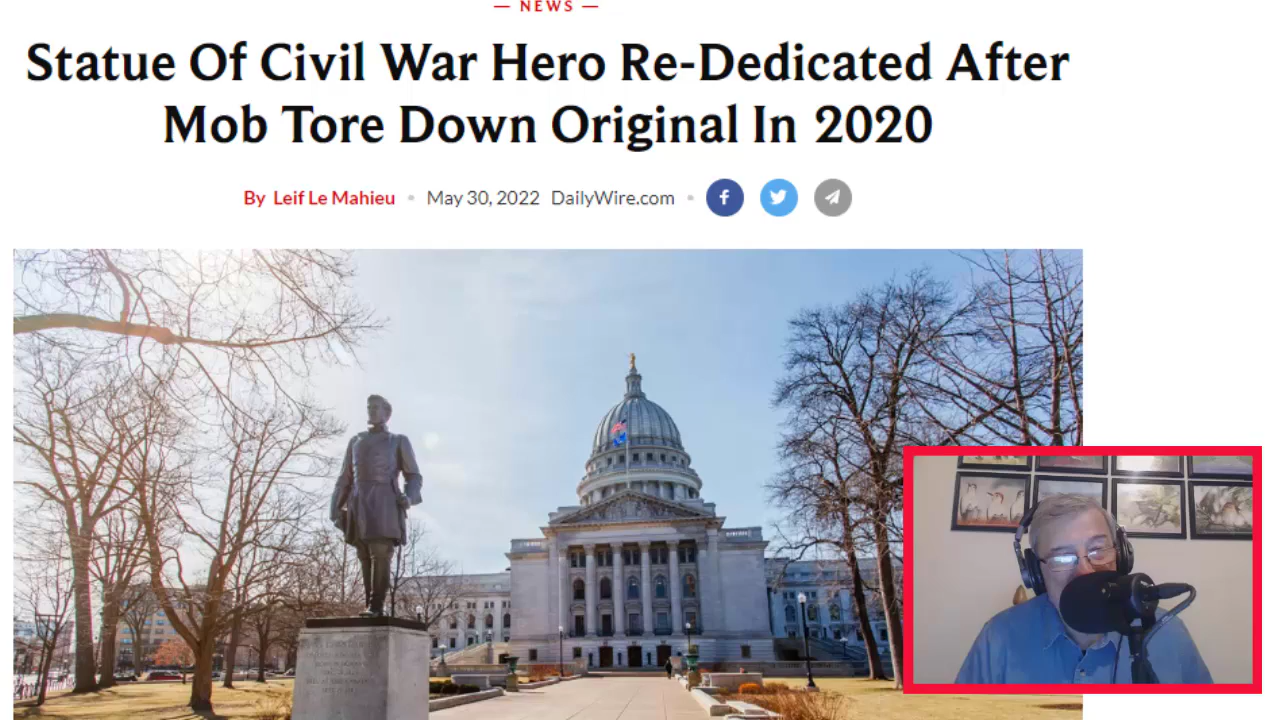 — NEWS —
Statue Of Civil War Hero Re-Dedicated After
Mob Tore Down Original In 2020
By Leif Le Mahieu • May 30, 2022 DailyWire.com •